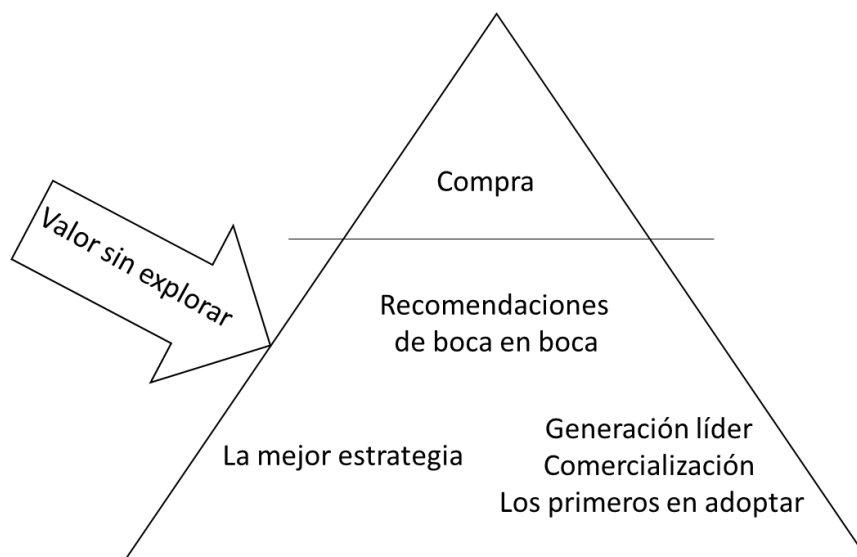 Compra
Valor sin explorar
Recomendaciones
de boca en boca
La mejor estrategia
Generación líder
Comercialización
Los primeros en adoptar